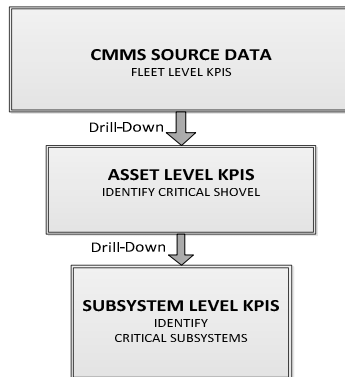 CMMS SOURCE DATA
FLEET LEVEL KPIS
Drill-Down
ASSET LEVEL KPIS
IDENTIFY CRITICAL SHOVEL
Drill-Down
SUBSYSTEM LEVEL KPIS
IDENTIFY
CRITICAL SUBSYSTEMS